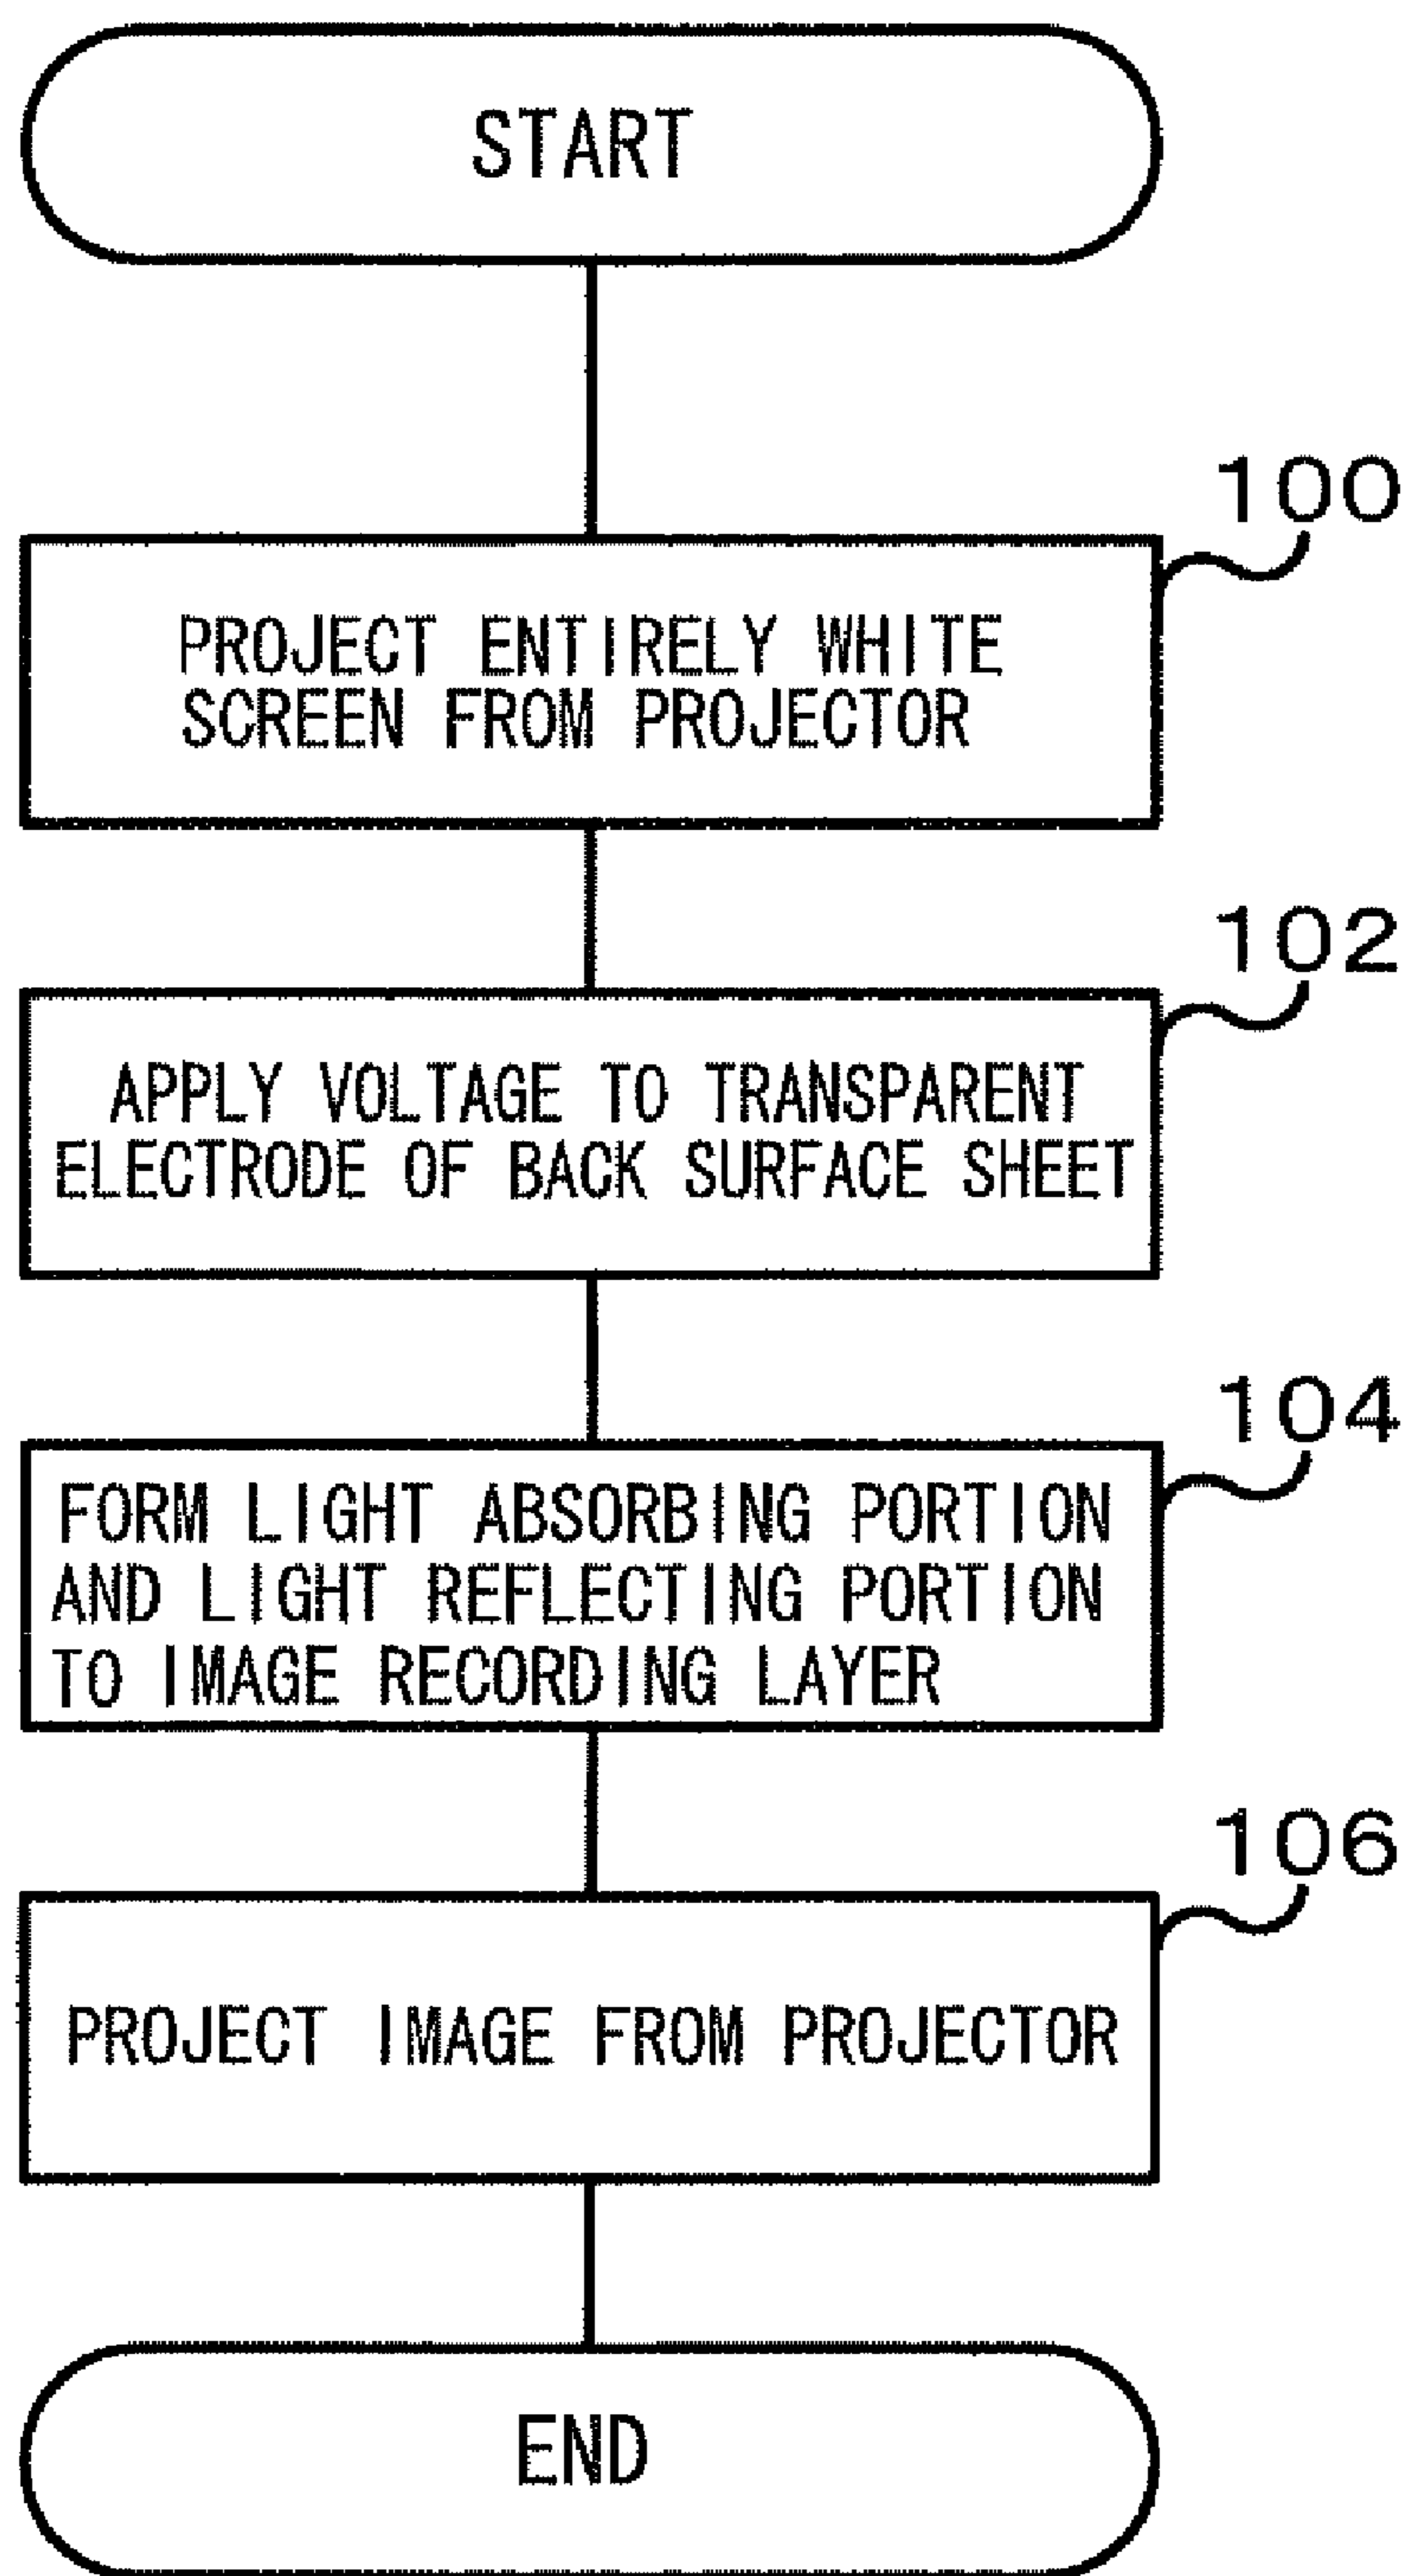 START
100
PROJECT ENTIRELY WHITE
SCREEN FROM PROJECTOR
102
APPLY VOLTAGE TO TRANSPARENT
ELECTRODE OF BACK SURFACE SHEET
104
FORM LIGHT ABSORBING PORTION
AND LIGHT REFLECTING PORTION
TO IMAGE RECORDING LAYER
106
PROJECT IMAGE FROM PROJECTOR
END